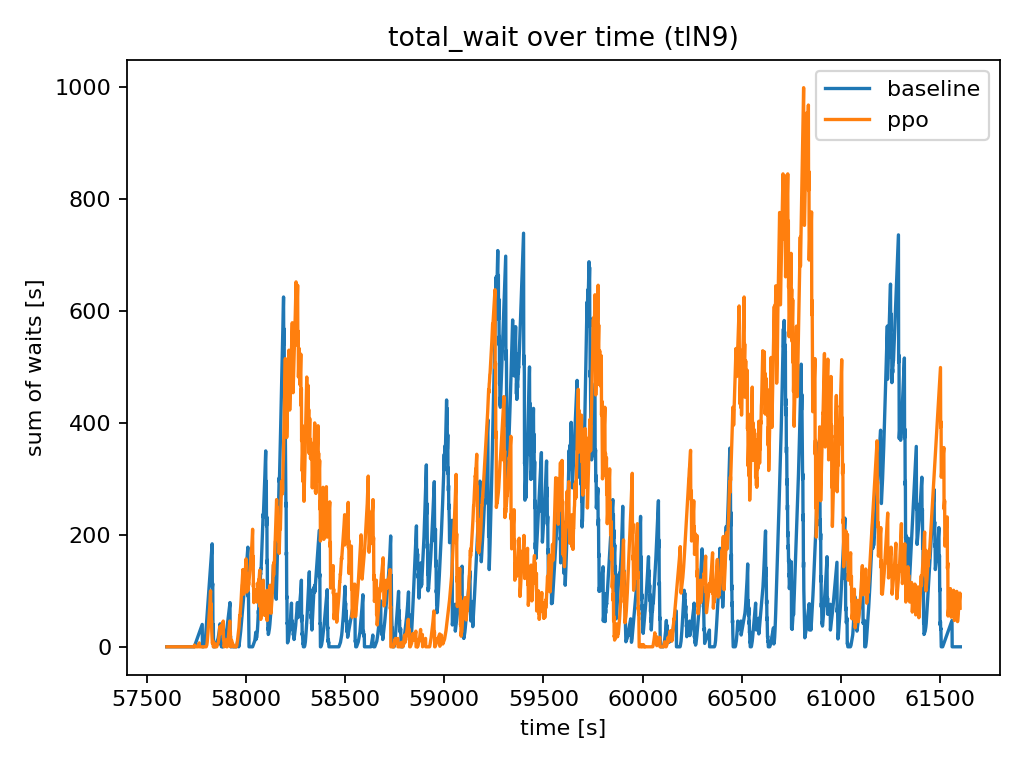 total_wait over time (tlN9)
baseline
ppo
sum of waits [s]
1000
800
600
400
200
0
57500 58000 58500 59000 59500 60000 60500 61000 61500
time [s]